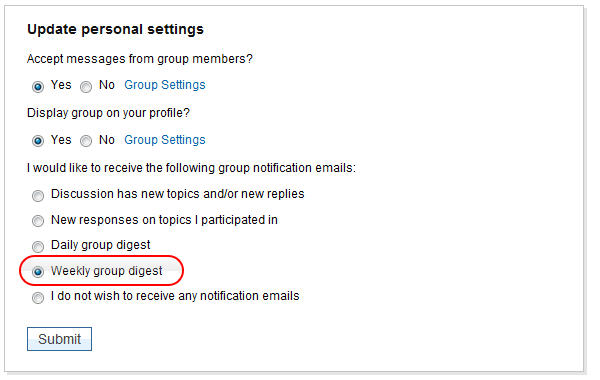 Update personal settings
Accept messages from group members?
Yes No Group Settings
Display group on your profile?
Yes No Group Settings
I would like to receive the following group notification emails:
Discussion has new topics and/or new replies
New responses on topics I participated in
Daily group digest
Weekly group digest
I do not wish to receive any notification emails
Submit